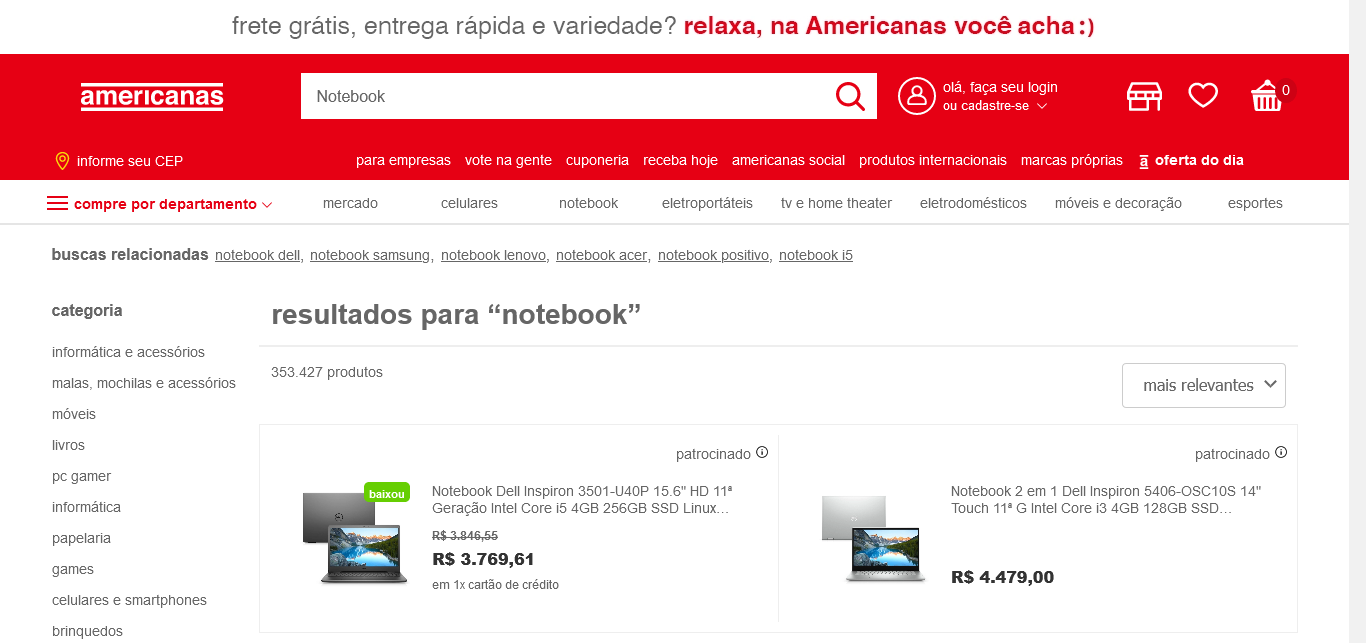 frete grátis, entrega rápida e variedade? relaxa, na Americanas você acha :)
americanas
Notebook
olá, faça seu login
ou cadastre-se
0
informe seu CEP
para empresas vote na gente cuponeria receba hoje americanas social produtos internacionais marcas próprias a oferta do dia
compre por departamento mercado celulares notebook eletroportáteis tv e home theater eletrodomésticos móveis e decoração esportes
buscas relacionadas notebook dell, notebook samsung, notebook lenovo, notebook acer, notebook positivo, notebook i5
categoria
informática e acessórios
malas, mochilas e acessórios
móveis
livros
pc gamer
informática
papelaria
games
celulares e smartphones
brinquedos
resultados para “notebook”
353.427 produtos
mais relevantes
patrocinado
baixou
Notebook Dell Inspiron 3501-U40P 15.6" HD 11ª
Geração Intel Core i5 4GB 256GB SSD Linux...
R$ 3.846,55
R$ 3.769,61
em 1x cartão de crédito
patrocinado
Notebook 2 em 1 Dell Inspiron 5406-OSC10S 14"
Touch 11ª G Intel Core i3 4GB 128GB SSD...
R$ 4.479,00